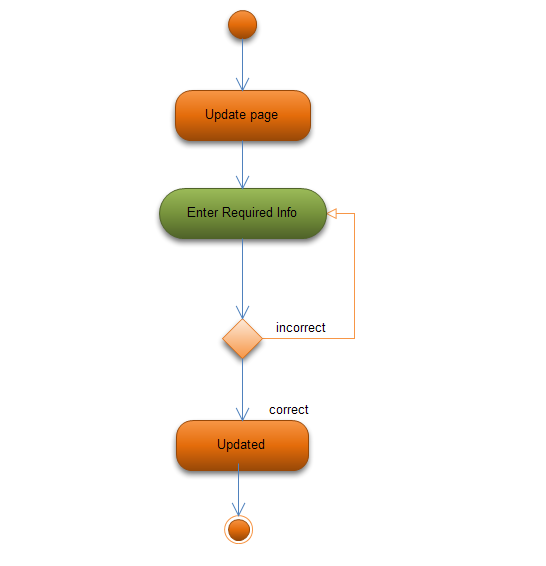 Update page
Enter Required Info
incorrect
correct
Updated